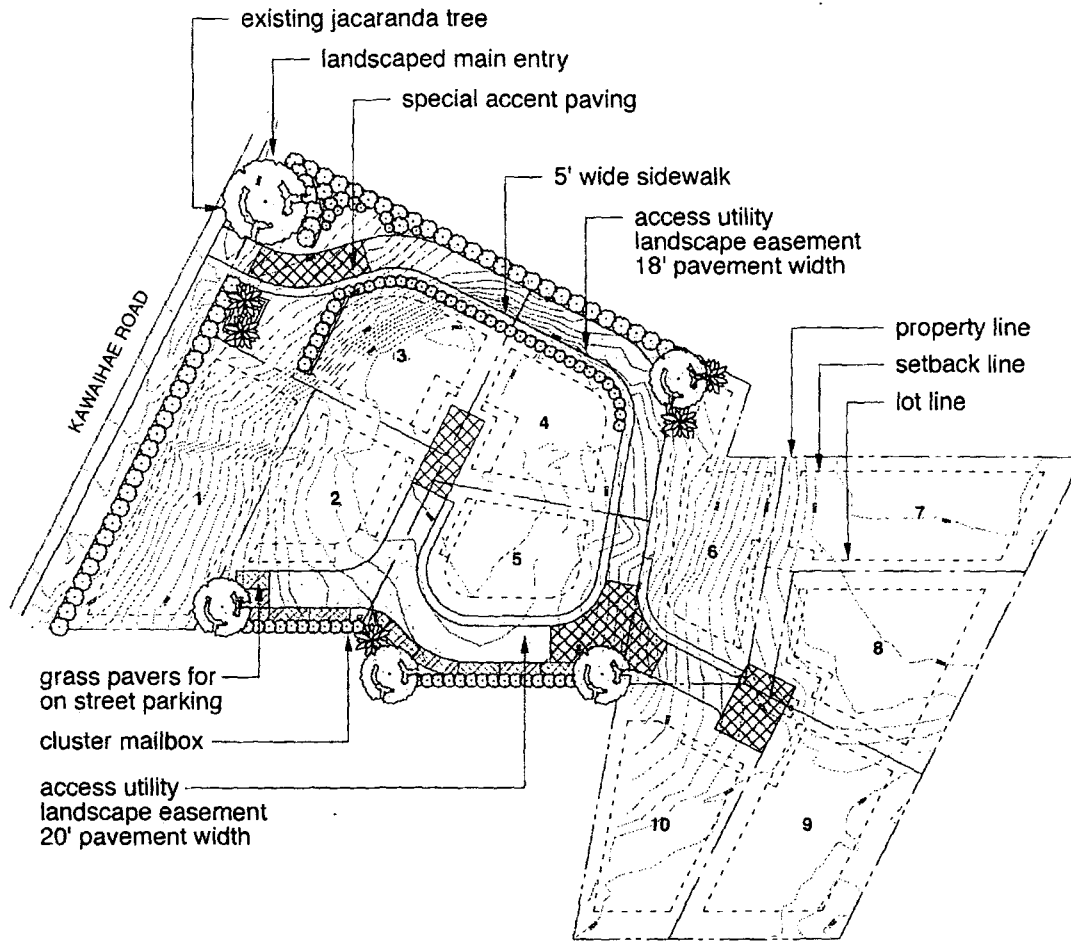 existing jacaranda tree
landscaped main entry
special accent paving
5' wide sidewalk
access utility
landscape easement
18' pavement width
property line
setback line
lot line
KAWAIHAE ROAD
1
2
3
4
5
6
7
8
9
10
grass pavers for
on street parking
cluster mailbox
access utility
landscape easement
20' pavement width